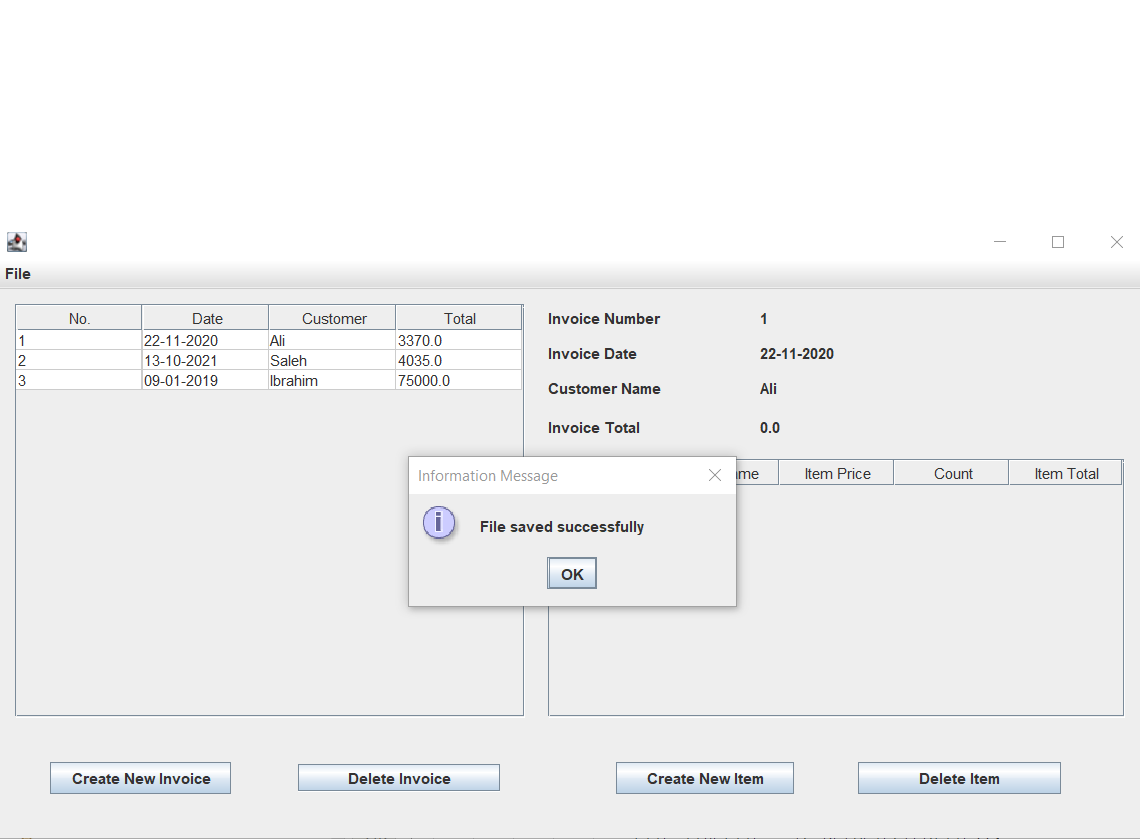 File
No. Date Customer Total
1 22-11-2020 Ali 3370.0
2 13-10-2021 Saleh 4035.0
3 09-01-2019 Ibrahim 75000.0
Invoice Number 1
Invoice Date 22-11-2020
Customer Name Ali
Invoice Total 0.0
Item Price Count Item Total
Information Message
File saved successfully
OK
Create New Invoice Delete Invoice Create New Item Delete Item